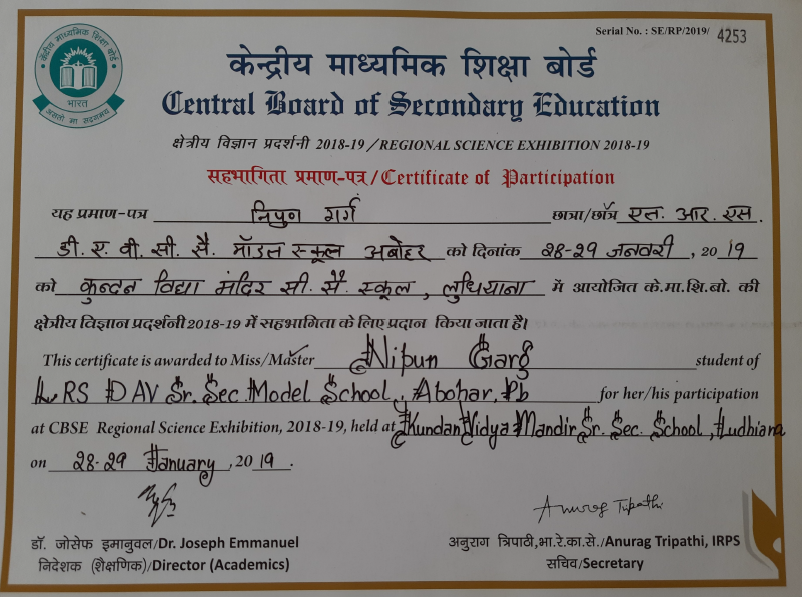 Serial No. : SE/RP/2019/ 4253
केन्द्रीय माध्यमिक शिक्षा बोर्ड
भारत
असतो मा सद्गमय
केन्द्रीय माध्यमिक शिक्षा बोर्ड
Central Board of Secondary Education
क्षेत्रीय विज्ञान प्रदर्शनी 2018-19 / REGIONAL SCIENCE EXHIBITION 2018-19
सहभागिता प्रमाण-पत्र/Certificate of Participation
यह प्रमाण-पत्र निपुण गर्ग छात्रा/छात्र एल. आर. एस.
डी. ए. वी. सी. सै. मॉडल स्कूल अबोहर को दिनांक 28-29 जनवरी, 2019
को कुन्दन विद्या मंदिर सी. सै. स्कूल, लुधियाना में आयोजित के.मा.शि.बो. की
क्षेत्रीय विज्ञान प्रदर्शनी 2018-19 में सहभागिता के लिए प्रदान किया जाता है।
This certificate is awarded to Miss/Master Nipun Garg student of
LRS DAV Sr. Sec. Model School, Abohar, Pb for her/his participation
at CBSE Regional Science Exhibition, 2018-19, held at Kundan Vidya Mandir Sr. Sec. School, Ludhiana
on 28-29 January, 2019.
Anurag Tripathi
डॉ. जोसेफ इमानुवल/Dr. Joseph Emmanuel
निदेशक (शैक्षणिक)/Director (Academics)
अनुराग त्रिपाठी,भा.रे.का.से./Anurag Tripathi, IRPS
सचिव/Secretary